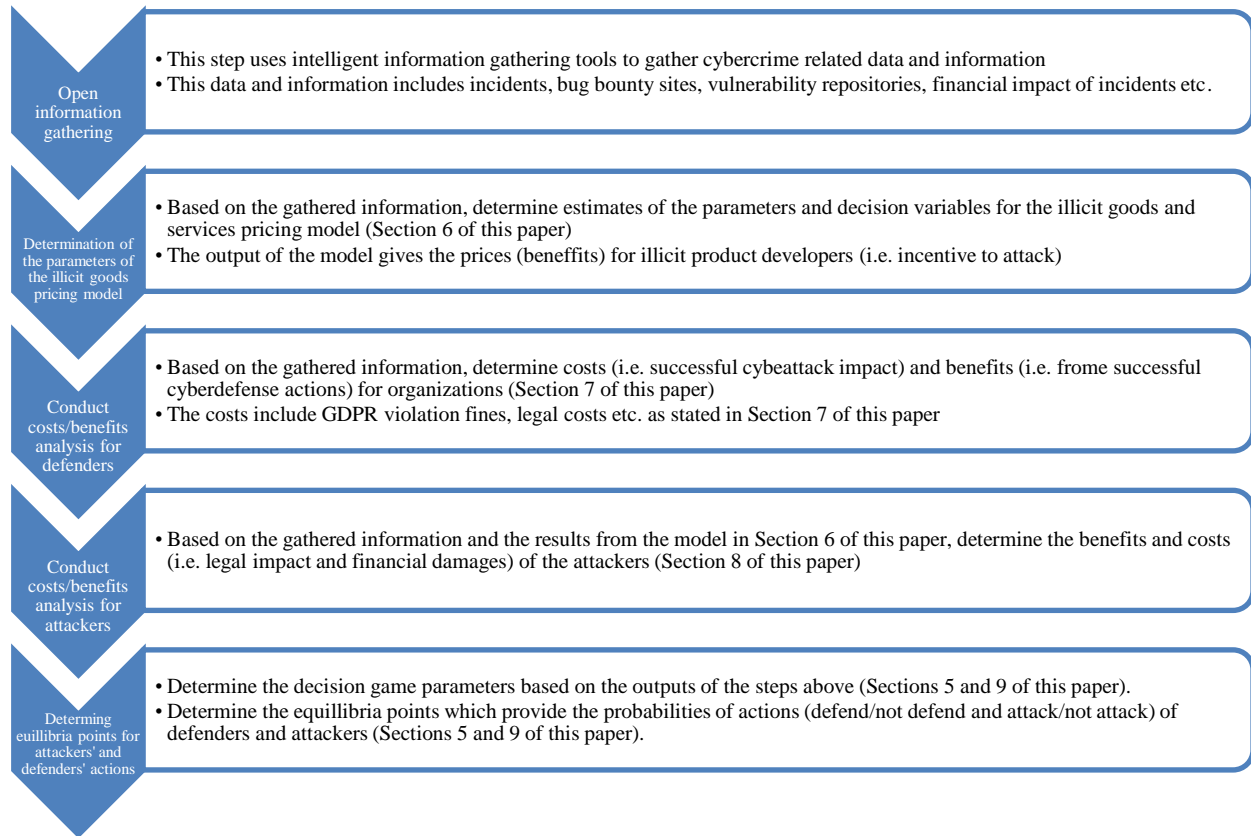 Open
information
gathering
• This step uses intelligent information gathering tools to gather cybercrime related data and information
• This data and information includes incidents, bug bounty sites, vulnerability repositories, financial impact of incidents etc.
Determination of
the parameters of
the illicit goods
pricing model
• Based on the gathered information, determine estimates of the parameters and decision variables for the illicit goods and
services pricing model (Section 6 of this paper)
• The output of the model gives the prices (beneffits) for illicit product developers (i.e. incentive to attack)
Conduct
costs/benefits
analysis for
defenders
• Based on the gathered information, determine costs (i.e. successful cybeattack impact) and benefits (i.e. frome successful
cyberdefense actions) for organizations (Section 7 of this paper)
• The costs include GDPR violation fines, legal costs etc. as stated in Section 7 of this paper
Conduct
costs/benefits
analysis for
attackers
• Based on the gathered information and the results from the model in Section 6 of this paper, determine the benefits and costs
(i.e. legal impact and financial damages) of the attackers (Section 8 of this paper)
Determing
euillibria points for
attackers' and
defenders' actions
• Determine the decision game parameters based on the outputs of the steps above (Sections 5 and 9 of this paper).
• Determine the equillibria points which provide the probabilities of actions (defend/not defend and attack/not attack) of
defenders and attackers (Sections 5 and 9 of this paper).